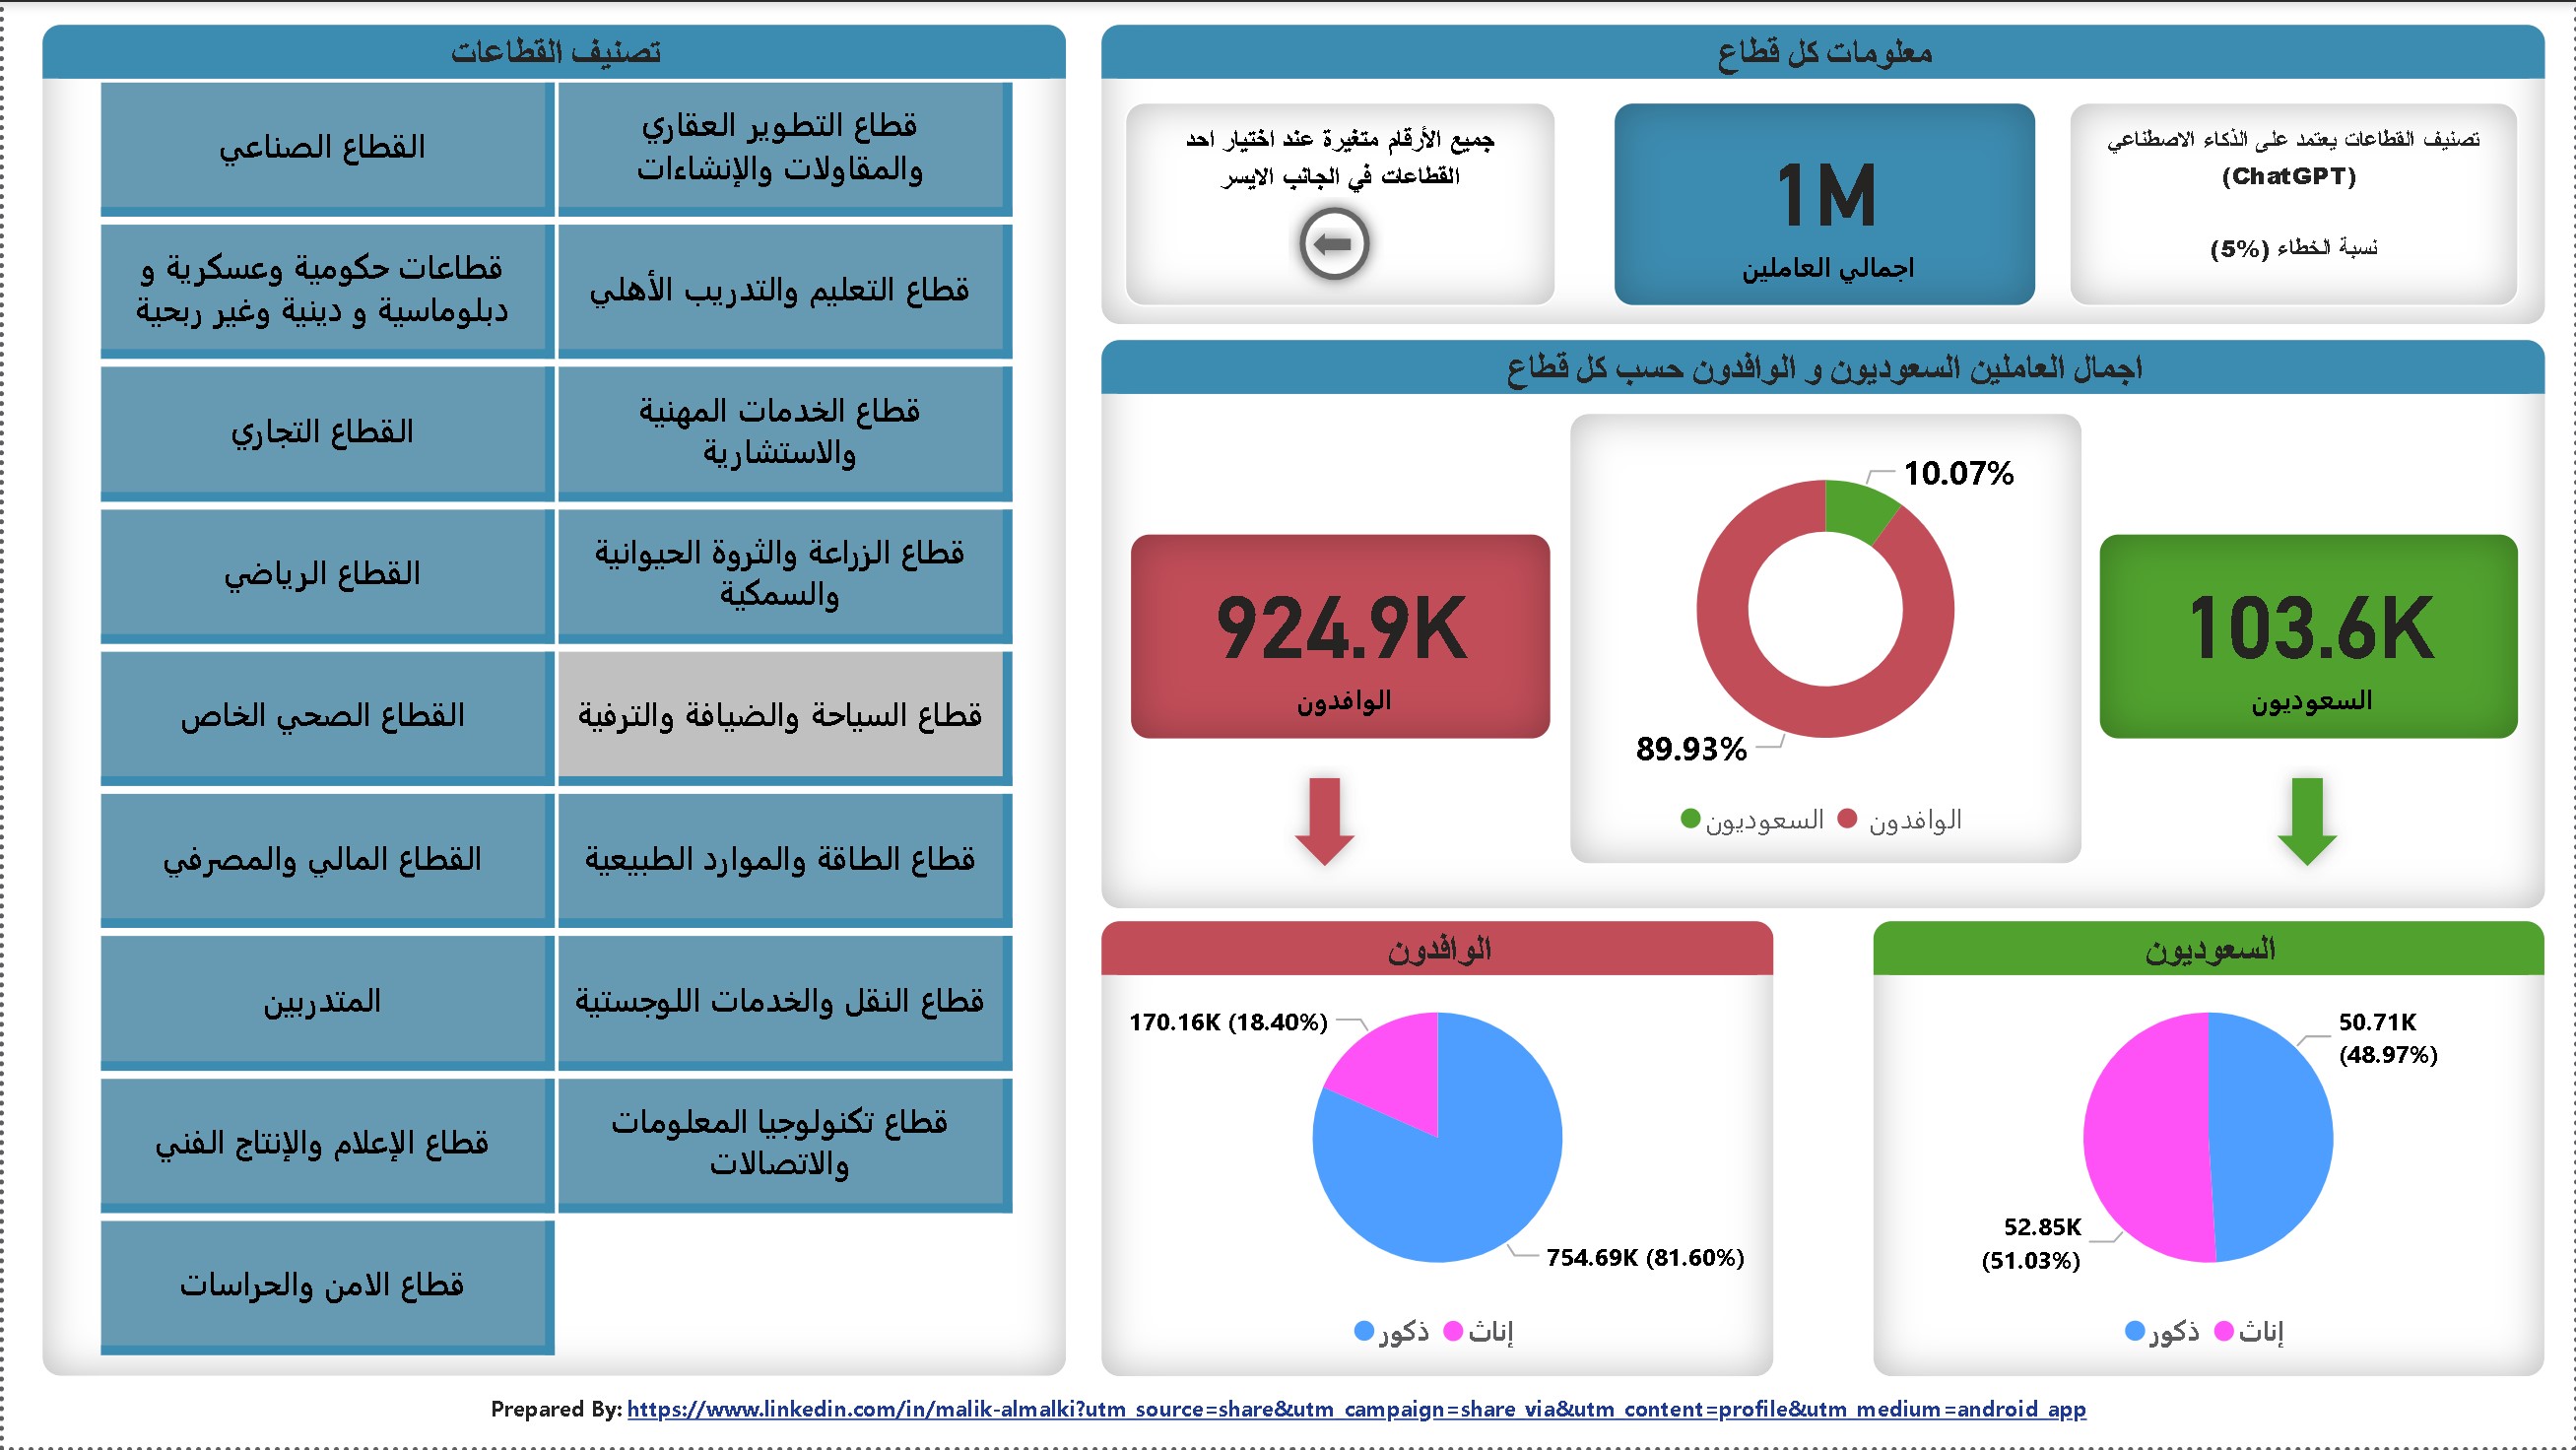 معلومات كل قطاع
تصنيف القطاعات يعتمد على الذكاء الاصطناعي
(ChatGPT)
نسبة الخطاء (5%)
1M
اجمالي العاملين
جميع الأرقام متغيرة عند اختيار احد
القطاعات في الجانب الايسر
اجمال العاملين السعوديون و الوافدون حسب كل قطاع
103.6K
السعوديون
10.07%
89.93%
السعوديون
الوافدون
924.9K
الوافدون
السعوديون
50.71K
(48.97%)
52.85K
(51.03%)
ذكور
إناث
الوافدون
170.16K (18.40%)
754.69K (81.60%)
ذكور
إناث
تصنيف القطاعات
قطاع التطوير العقاري
والمقاولات والإنشاءات
القطاع الصناعي
قطاع التعليم والتدريب الأهلي
قطاعات حكومية وعسكرية و
دبلوماسية و دينية وغير ربحية
قطاع الخدمات المهنية
والاستشارية
القطاع التجاري
قطاع الزراعة والثروة الحيوانية
والسمكية
القطاع الرياضي
قطاع السياحة والضيافة والترفية
القطاع الصحي الخاص
قطاع الطاقة والموارد الطبيعية
القطاع المالي والمصرفي
قطاع النقل والخدمات اللوجستية
المتدربين
قطاع تكنولوجيا المعلومات
والاتصالات
قطاع الإعلام والإنتاج الفني
قطاع الامن والحراسات
Prepared By: https://www.linkedin.com/in/malik-almalki?utm_source=share&utm_campaign=share_via&utm_content=profile&utm_medium=android_app